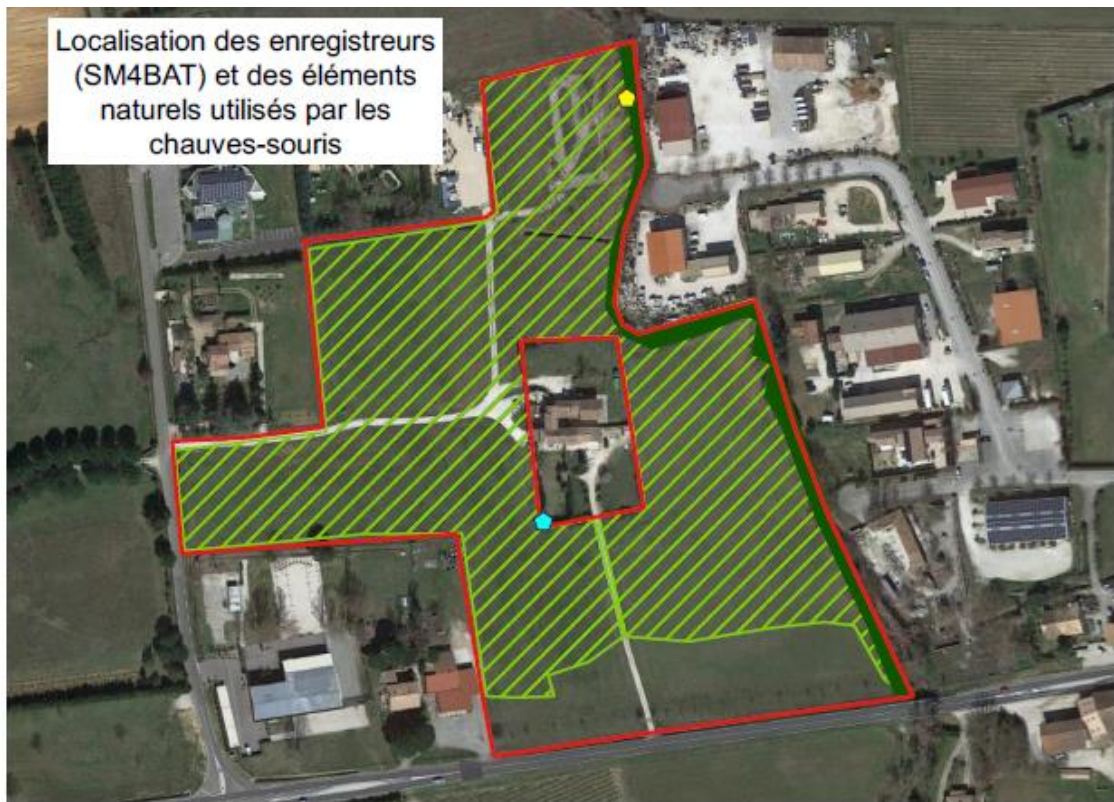 Localisation des enregistreurs
(SM4BAT) et des éléments
naturels utilisés par les
chauves-souris